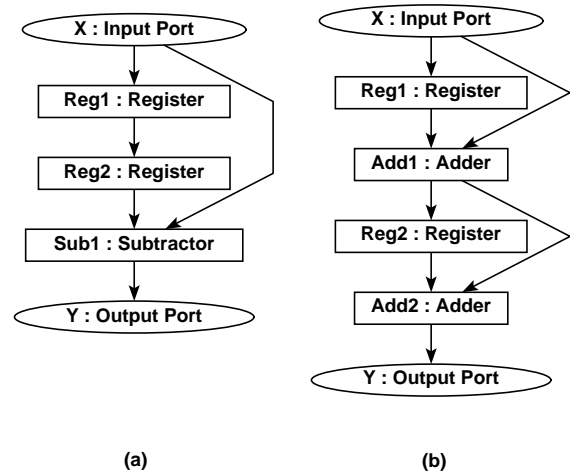 X : Input Port
Reg1 : Register
Reg2 : Register
Sub1 : Subtractor
Y : Output Port
(a)
X : Input Port
Reg1 : Register
Add1 : Adder
Reg2 : Register
Add2 : Adder
Y : Output Port
(b)